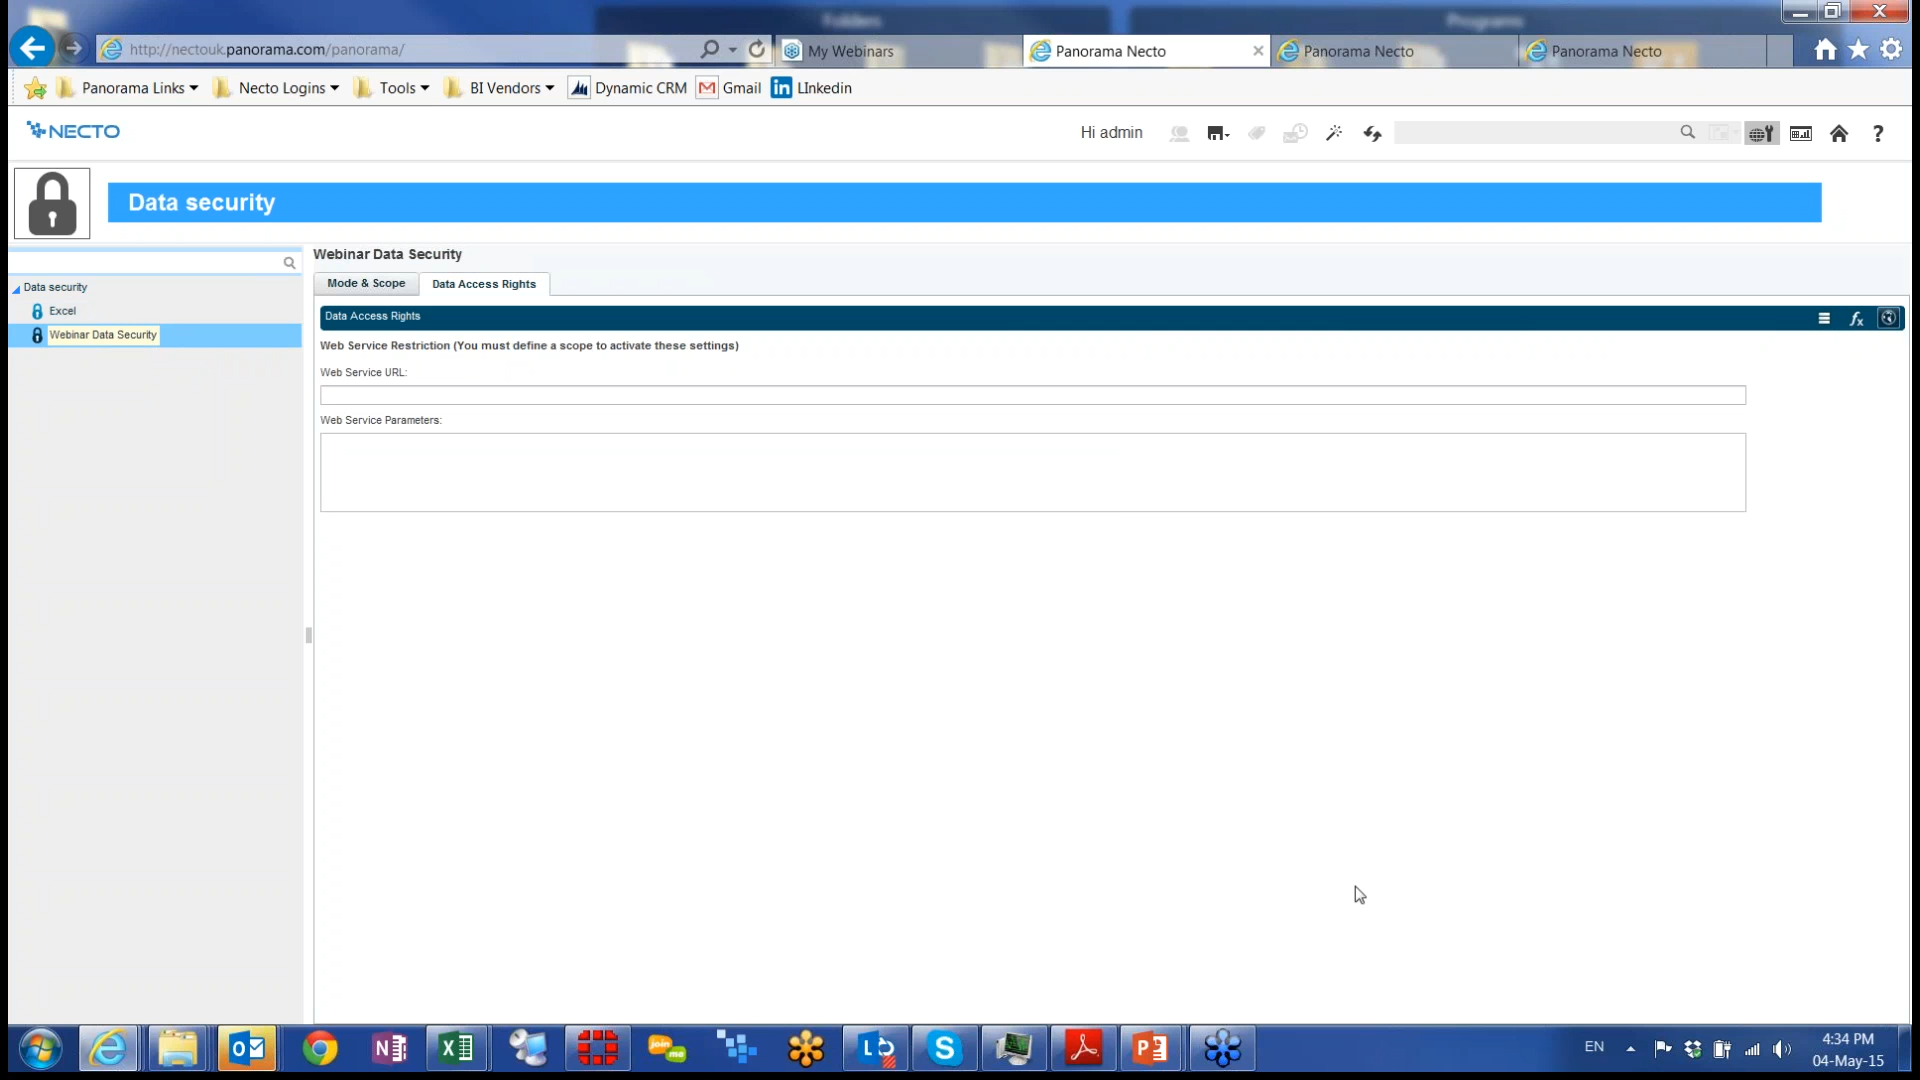 Folders Programs
http://nectouk.panorama.com/panorama/ My Webinars Panorama Necto Panorama Necto Panorama Necto
Panorama Links Necto Logins Tools BI Vendors Dynamic CRM Gmail LInkedin
NECTO Hi admin ?
Data security
Webinar Data Security
Mode & Scope Data Access Rights
Data security
Excel
Webinar Data Security
Data Access Rights fx
Web Service Restriction (You must define a scope to activate these settings)
Web Service URL:
Web Service Parameters:
EN 4:34 PM
04-May-15